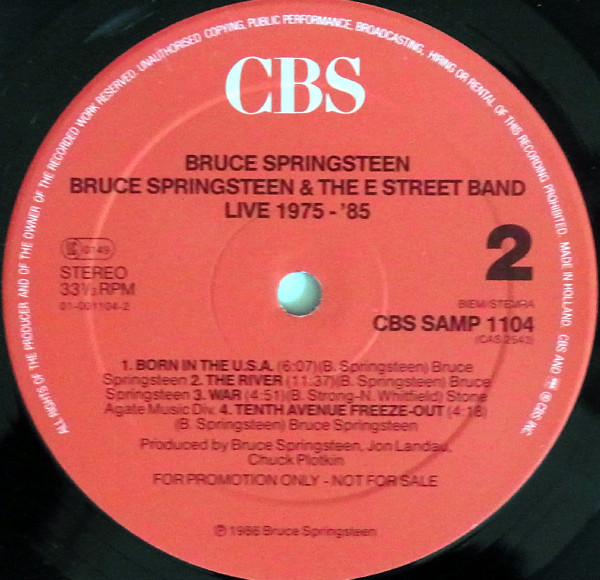 ALL RIGHTS OF THE PRODUCER AND OF THE OWNER OF THE RECORDED WORK RESERVED. UNAUTHORISED COPYING, PUBLIC PERFORMANCE, BROADCASTING, HIRING OR RENTAL OF THIS RECORDING PROHIBITED. MADE IN HOLLAND. CBS AND ℗ CBS INC
CBS
BRUCE SPRINGSTEEN
BRUCE SPRINGSTEEN & THE E STREET BAND
LIVE 1975 - '85
0149
STEREO
33⅓ RPM
01-001104-2
2
BIEM/STEMRA
CBS SAMP 1104
(CAS 2543)
1. BORN IN THE U.S.A. (6:07)(B. Springsteen) Bruce
Springsteen 2. THE RIVER (11:37)(B. Springsteen) Bruce
Springsteen 3. WAR (4:51)(B. Strong-N. Whitfield) Stone
Agate Music Div. 4. TENTH AVENUE FREEZE-OUT (4:18)
(B. Springsteen) Bruce Springsteen
Produced by Bruce Springsteen, Jon Landau,
Chuck Plotkin
FOR PROMOTION ONLY - NOT FOR SALE
℗ 1986 Bruce Springsteen